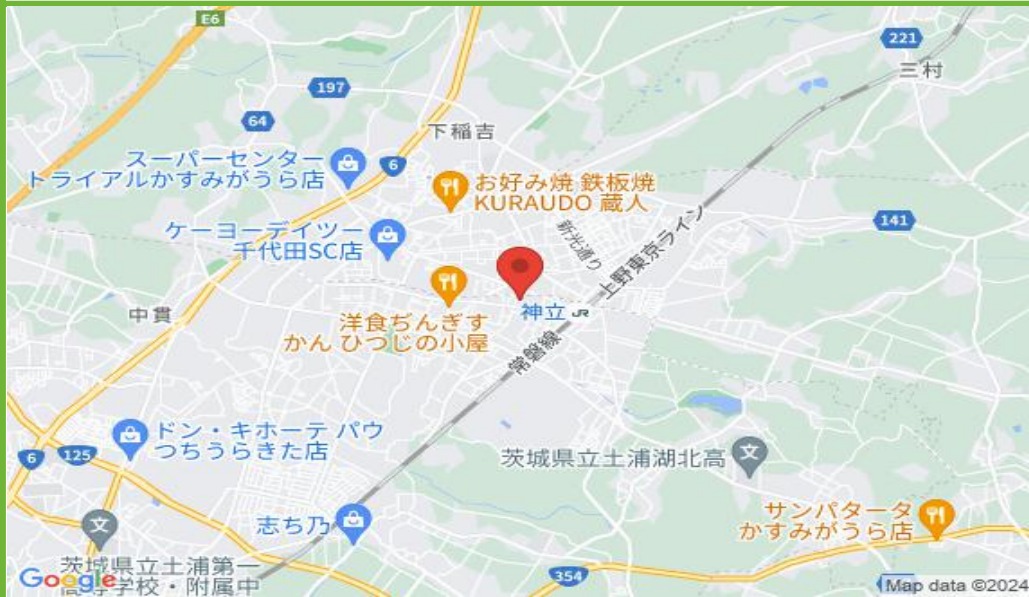 E6
221
三村
197
64
下稲吉
スーパーセンター
トライアルかすみがうら店
6
お好み焼 鉄板焼
KURAUDO 蔵人
141
ケーヨーデイツー
千代田SC店
新光通り
上野東京ライン
中貫
神立
JR
洋食ぢんぎす
かん ひつじの小屋
常磐線
ドン・キホーテ パウ
つちうらきた店
6
125
茨城県立土浦湖北高
文
志ち乃
サンパタータ
かすみがうら店
文
茨城県立土浦第一
高等学校・附属中
Google
354
Map data ©2024